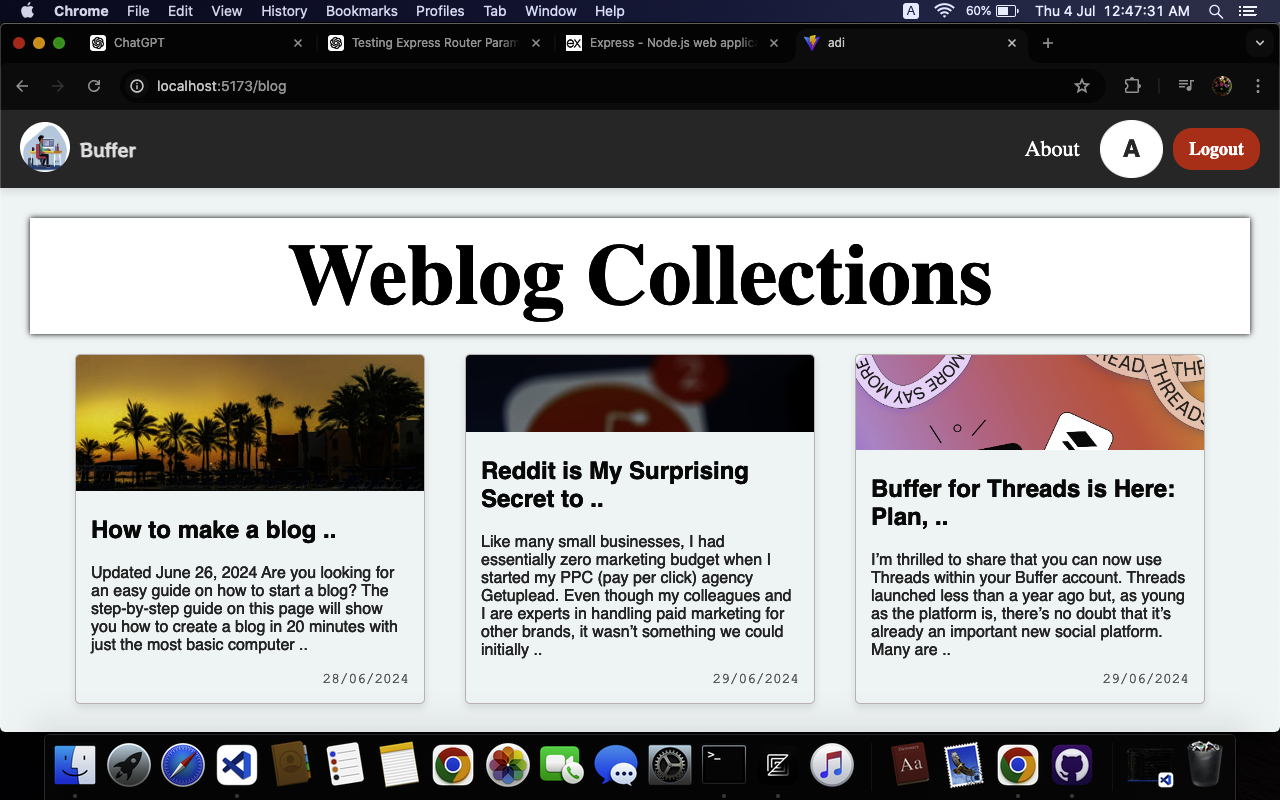 Chrome File Edit View History Bookmarks Profiles Tab Window Help A 60% Thu 4 Jul 12:47:31 AM
ChatGPT
Testing Express Router Param
EX Express - Node.js web applic
adi
localhost:5173/blog
Buffer
About
A
Logout
Weblog Collections
How to make a blog ..
Updated June 26, 2024 Are you looking for
an easy guide on how to start a blog? The
step-by-step guide on this page will show
you how to create a blog in 20 minutes with
just the most basic computer ..
28/06/2024
2
Reddit is My Surprising
Secret to ..
Like many small businesses, I had
essentially zero marketing budget when I
started my PPC (pay per click) agency
Getuplead. Even though my colleagues and
I are experts in handling paid marketing for
other brands, it wasn’t something we could
initially ..
29/06/2024
MORE SAY MORE
READ THR
THREADS
Buffer for Threads is Here:
Plan, ..
I’m thrilled to share that you can now use
Threads within your Buffer account. Threads
launched less than a year ago but, as young
as the platform is, there’s no doubt that it’s
already an important new social platform.
Many are ..
29/06/2024
>_
Aa